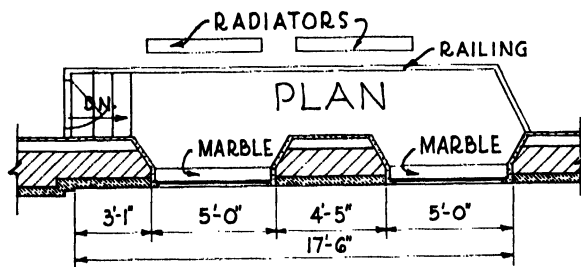 RADIATORS
RAILING
DN.
PLAN
MARBLE MARBLE
3'-1" 5'-0" 4'-5" 5'-0"
17'-6"